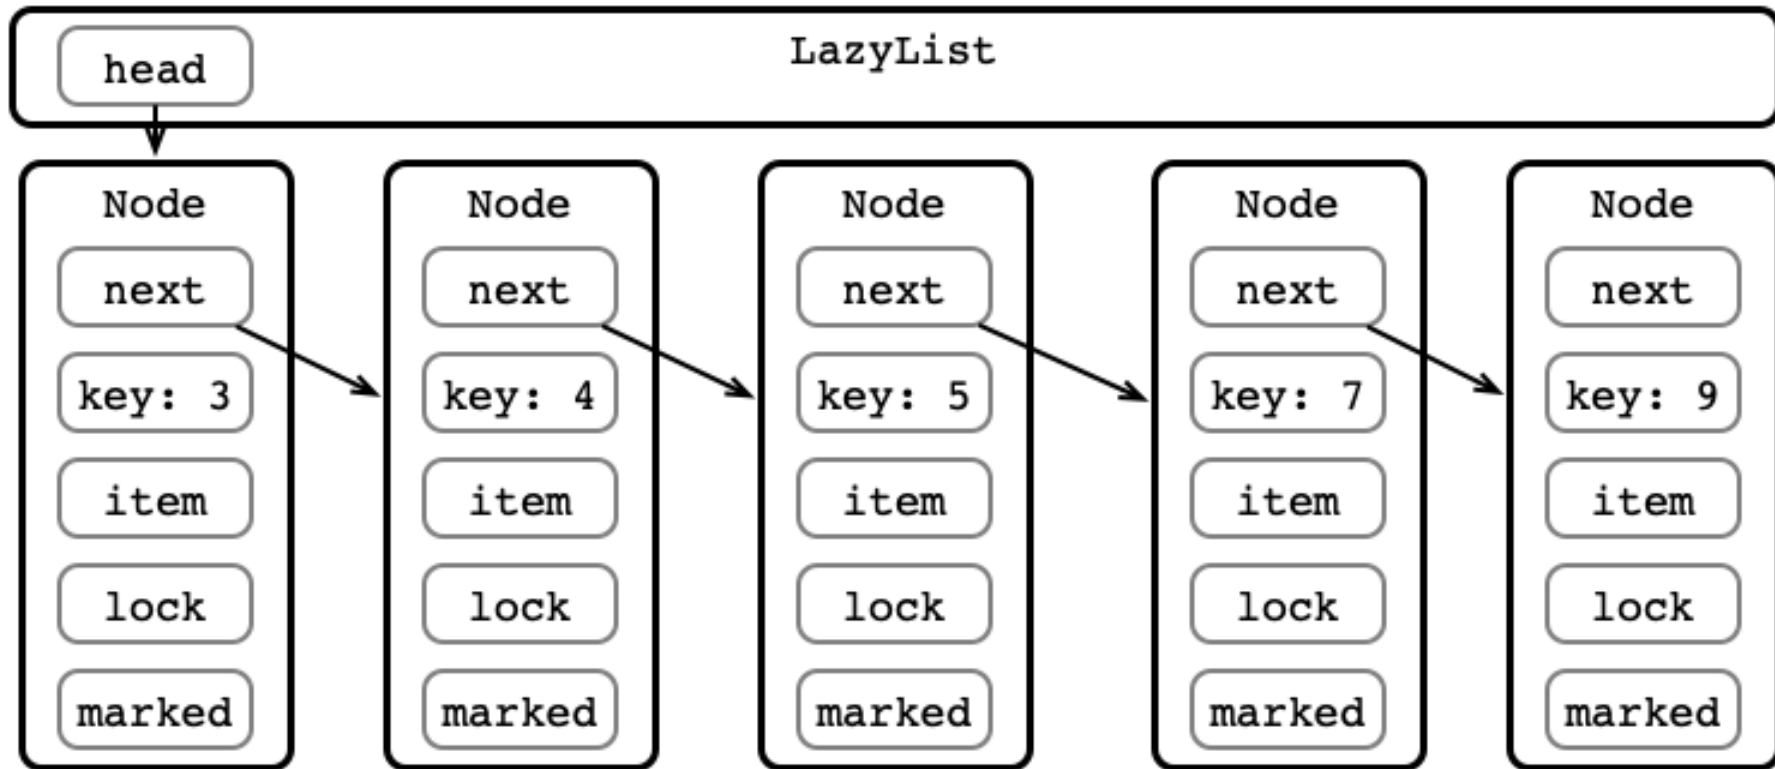 LazyList
head
Node Node Node Node Node
next next next next next
key: 3 key: 4 key: 5 key: 7 key: 9
item item item item item
lock lock lock lock lock
marked marked marked marked marked